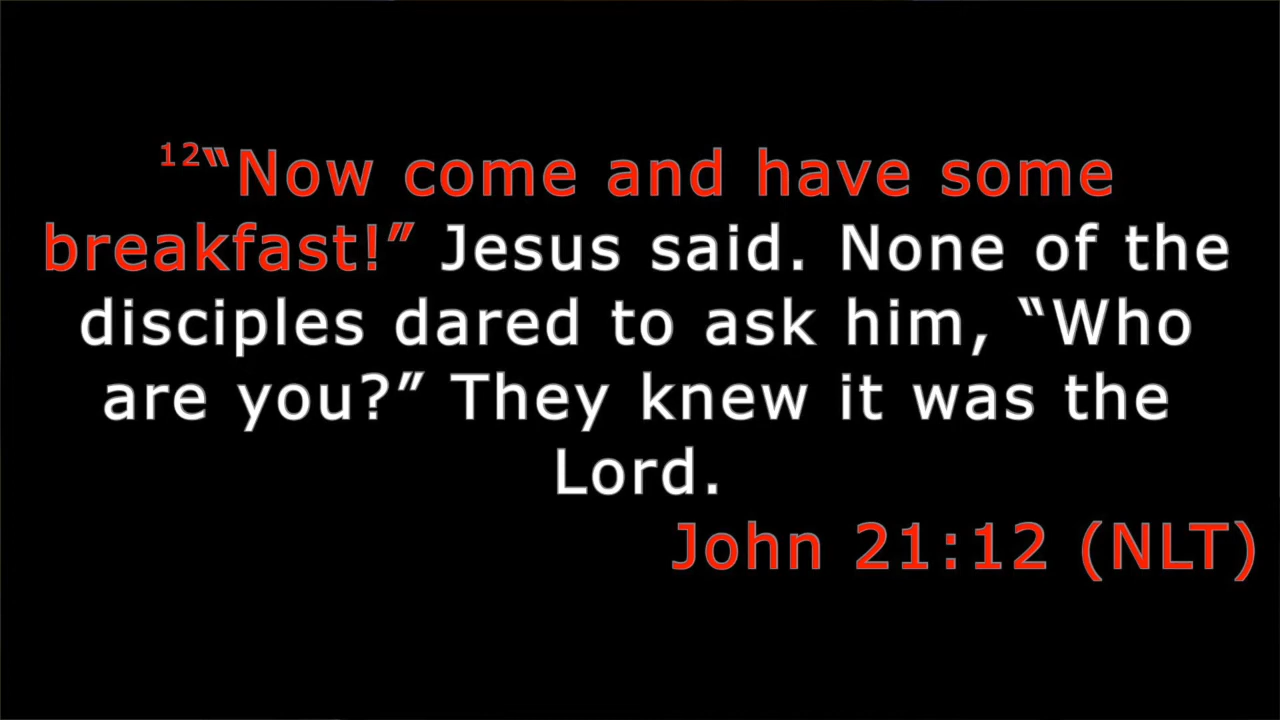 12“Now come and have some
breakfast!” Jesus said. None of the
disciples dared to ask him, “Who
are you?” They knew it was the
Lord.
John 21:12 (NLT)